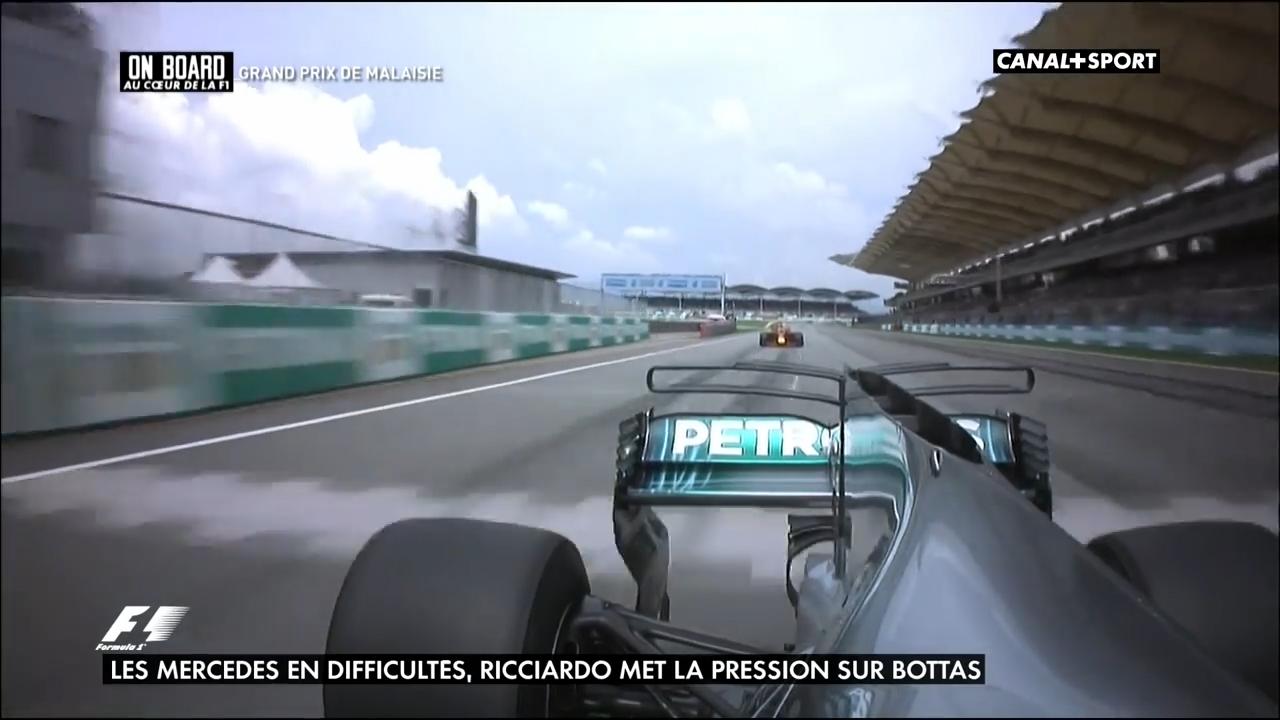 ON BOARD
AU CŒUR DE LA F1
GRAND PRIX DE MALAISIE
CANAL+SPORT
PETR
F1
Formula 1
LES MERCEDES EN DIFFICULTÉS, RICCIARDO MET LA PRESSION SUR BOTTAS